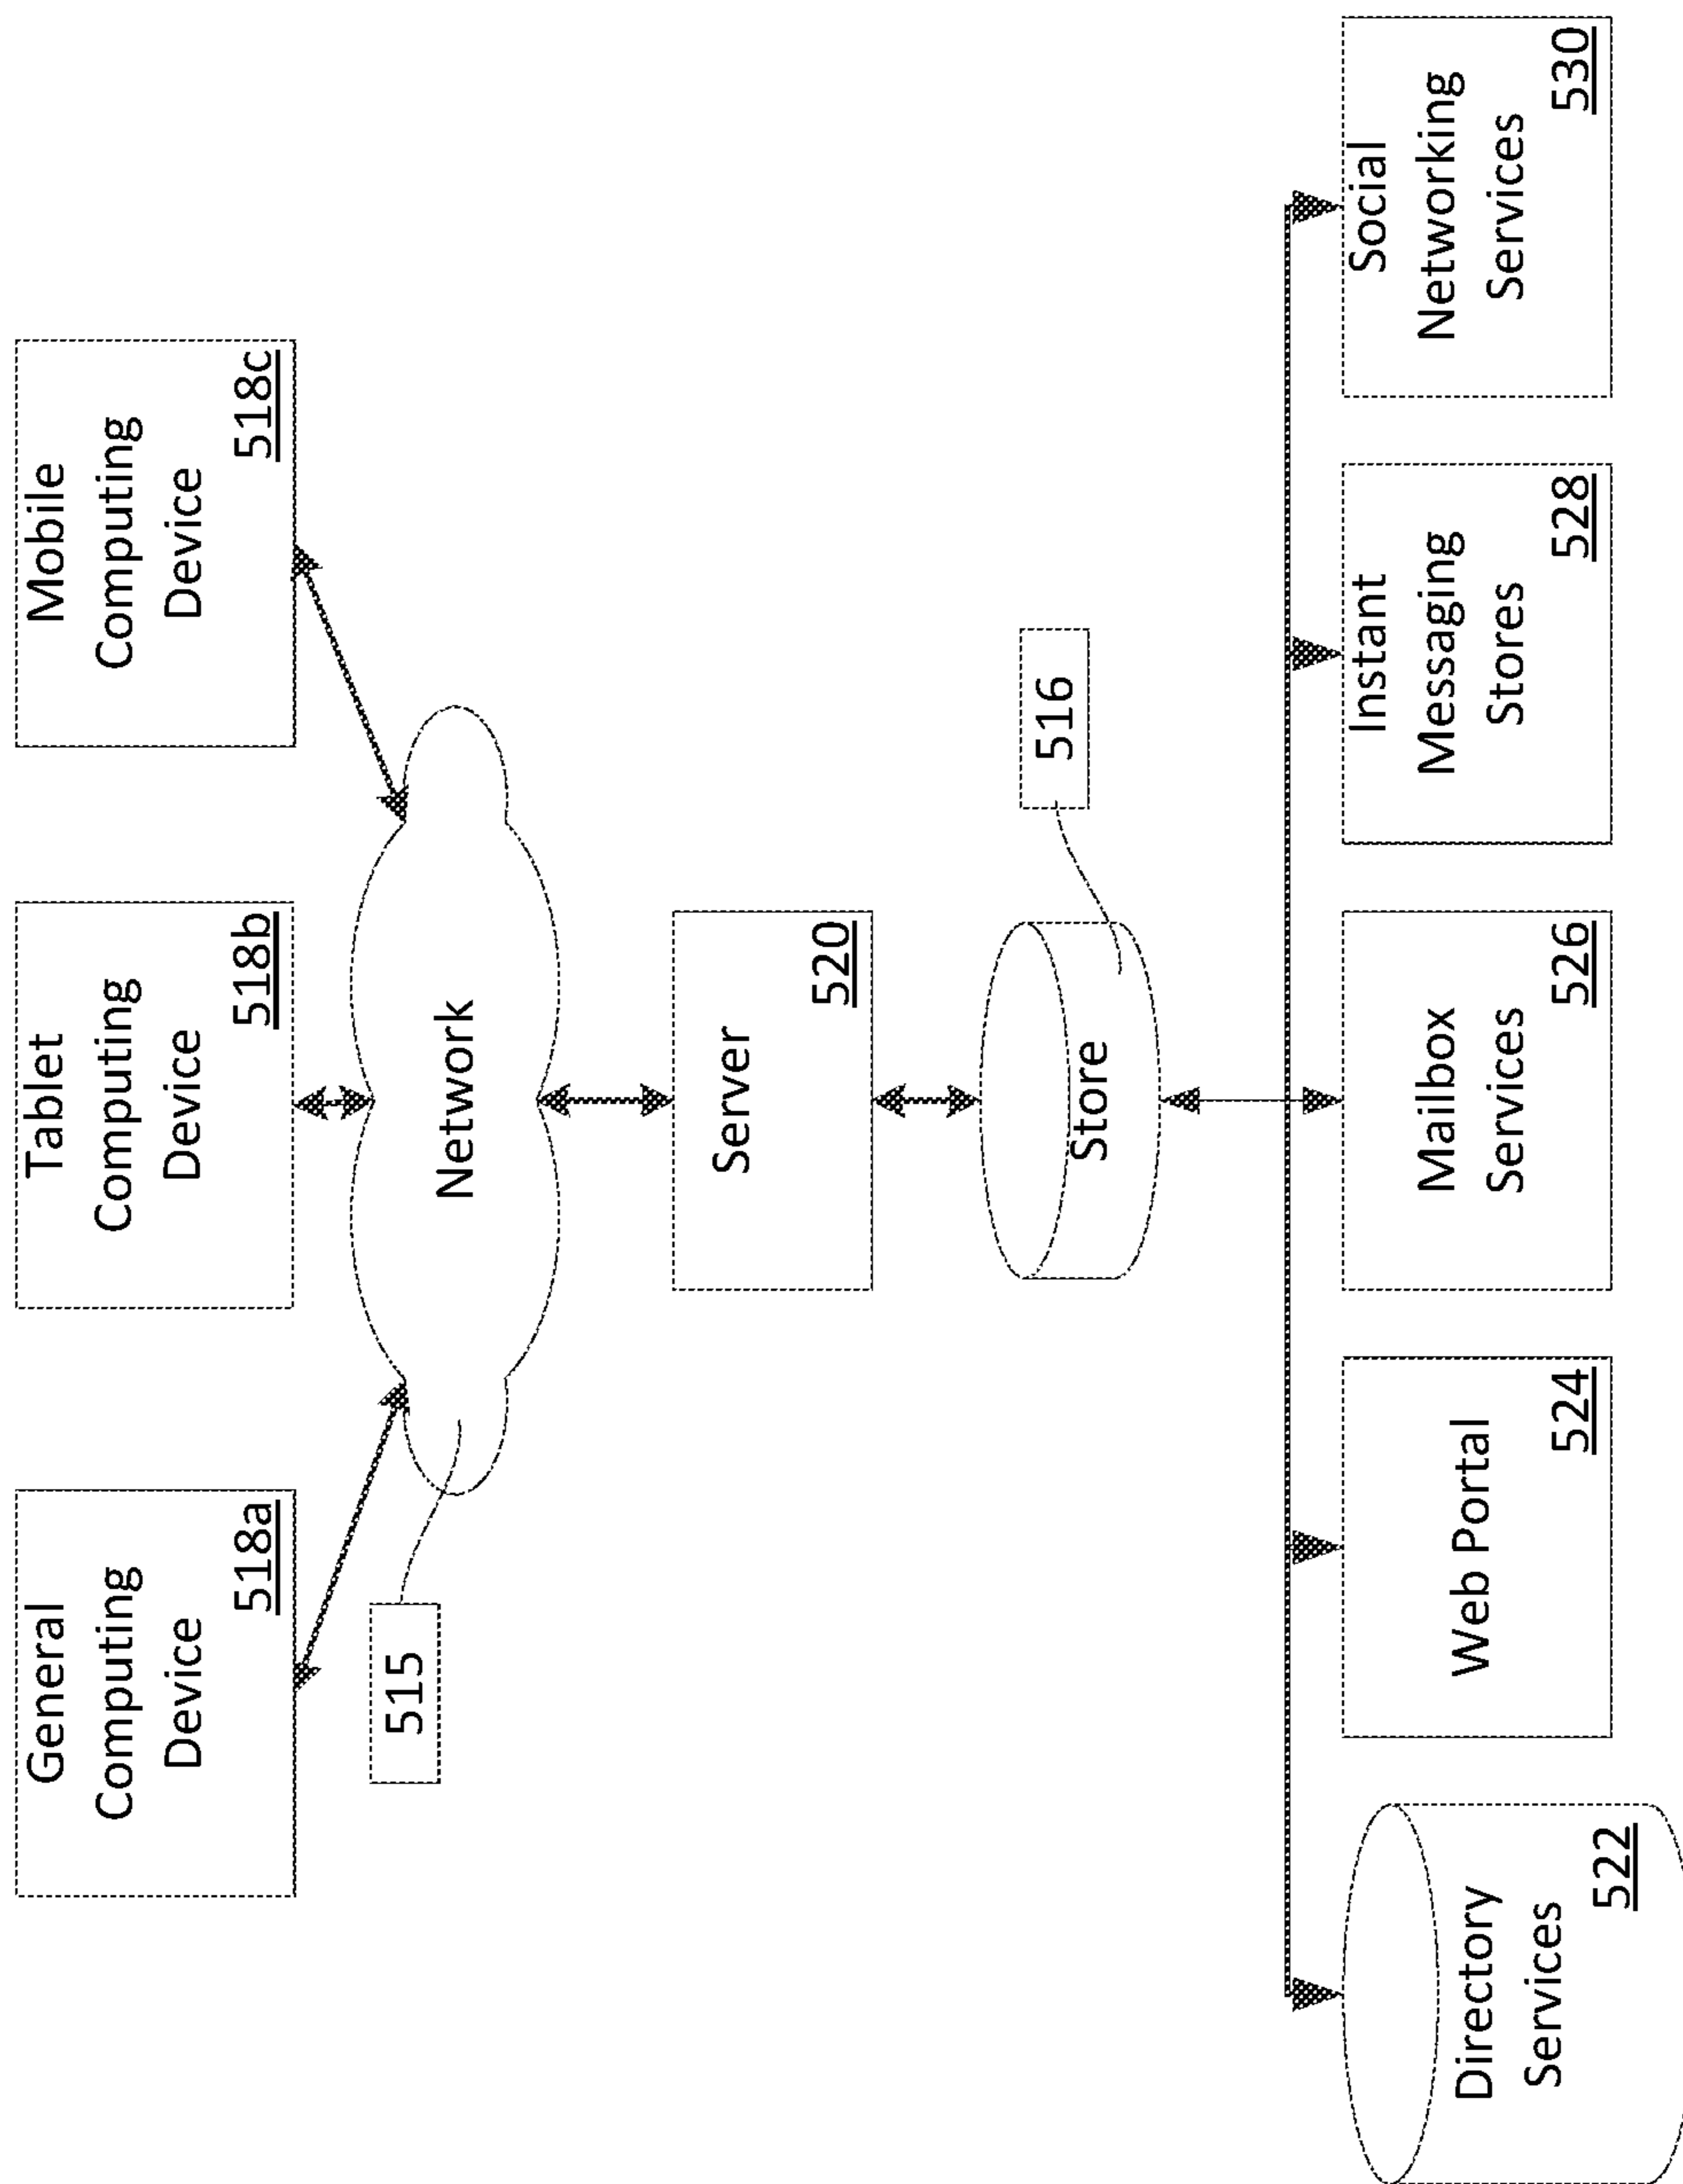 General
Computing
Device
518a
Tablet
Computing
Device
518b
Mobile
Computing
Device
518c
515
Network
Server
520
Store
516
Directory
Services
522
Web Portal
524
Mailbox
Services
526
Instant
Messaging
Stores
528
Social
Networking
Services
530